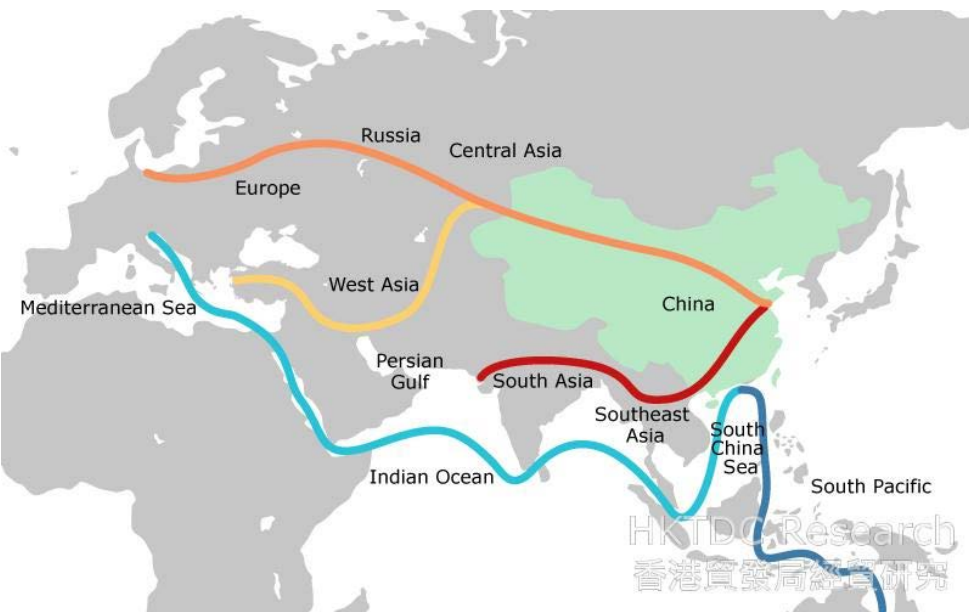 Russia
Central Asia
Europe
West Asia
China
Mediterranean Sea
Persian
Gulf
South Asia
Southeast
Asia
South
China
Sea
Indian Ocean
South Pacific
HKTDC Research
香港貿發局經貿研究